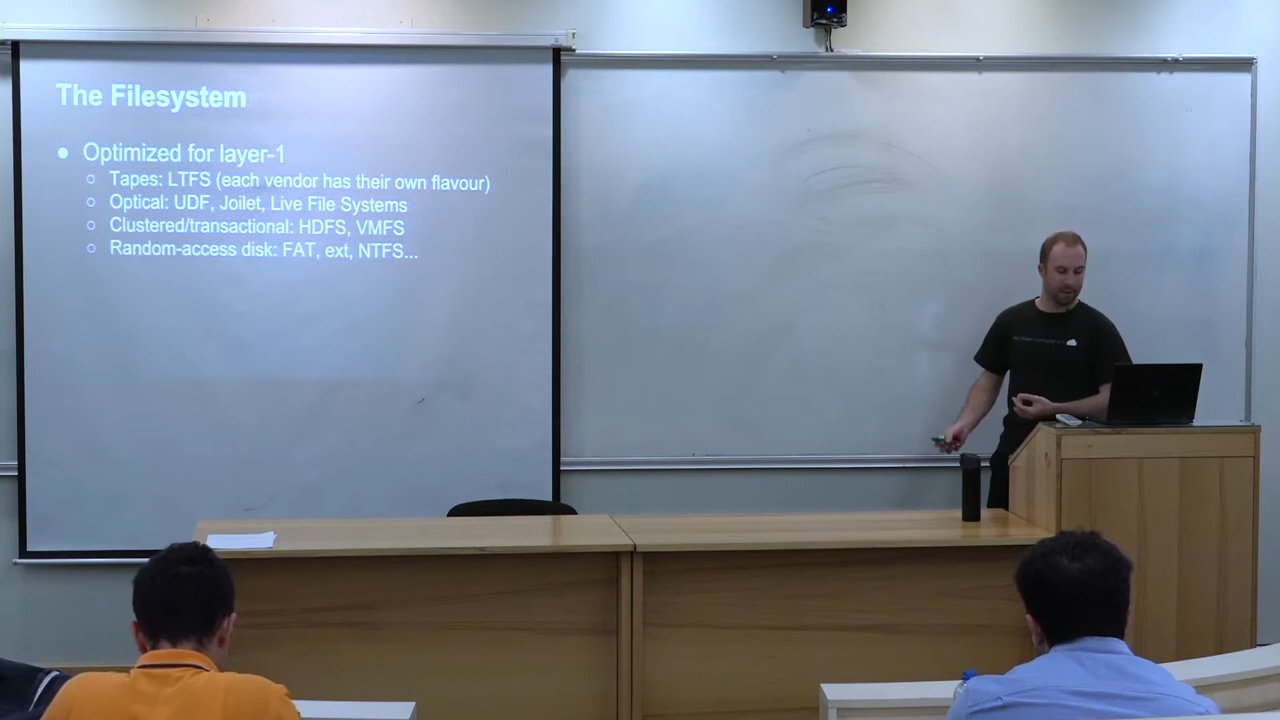 The Filesystem
● Optimized for layer-1
○ Tapes: LTFS (each vendor has their own flavour)
○ Optical: UDF, Joilet, Live File Systems
○ Clustered/transactional: HDFS, VMFS
○ Random-access disk: FAT, ext, NTFS...